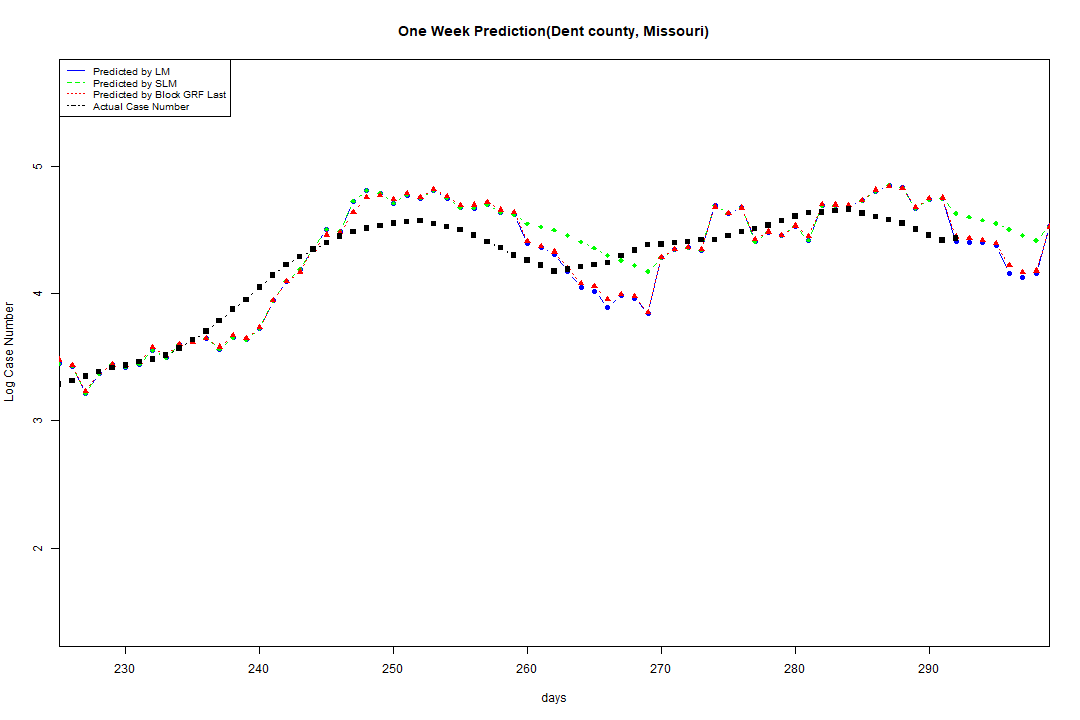 One Week Prediction(Dent county, Missouri)
Predicted by LM
Predicted by SLM
Predicted by Block GRF Last
Actual Case Number
5
4
3
2
Log Case Number
230 240 250 260 270 280 290
days